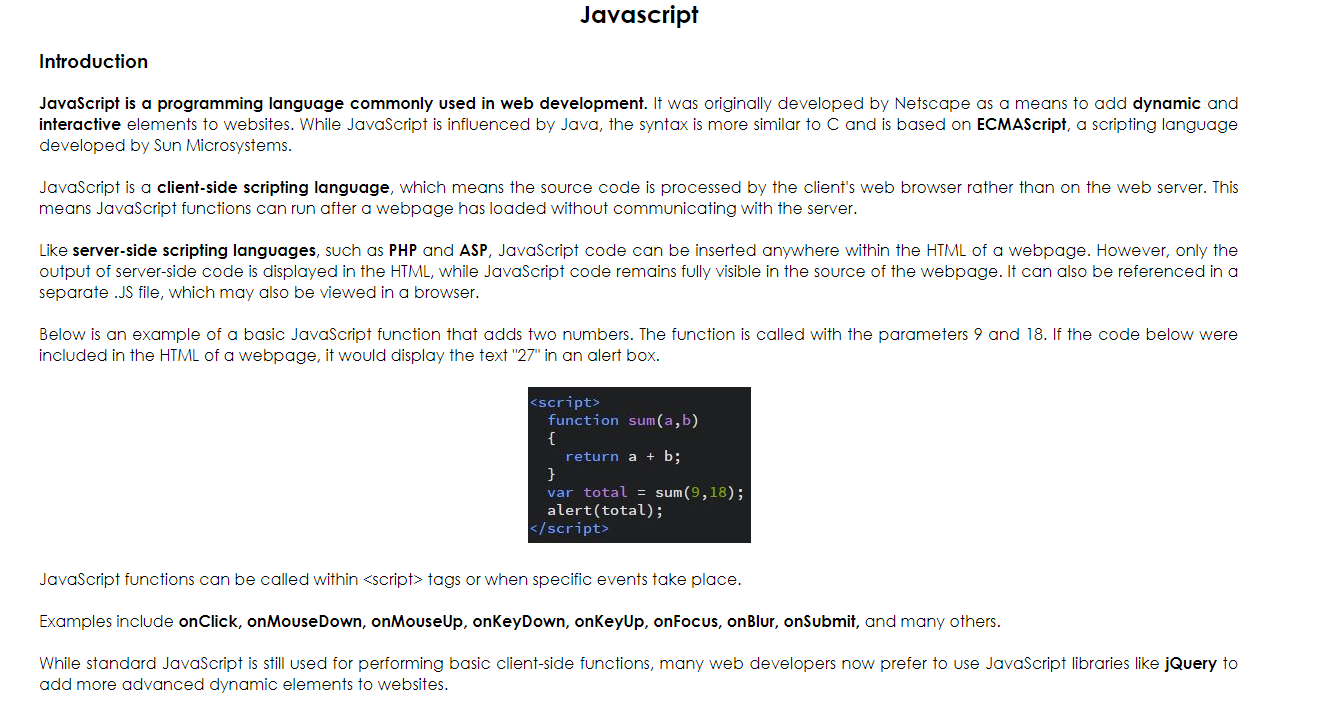 Javascript
Introduction
JavaScript is a programming language commonly used in web development. It was originally developed by Netscape as a means to add dynamic and
interactive elements to websites. While JavaScript is influenced by Java, the syntax is more similar to C and is based on ECMAScript, a scripting language
developed by Sun Microsystems.
JavaScript is a client-side scripting language, which means the source code is processed by the client's web browser rather than on the web server. This
means JavaScript functions can run after a webpage has loaded without communicating with the server.
Like server-side scripting languages, such as PHP and ASP, JavaScript code can be inserted anywhere within the HTML of a webpage. However, only the
output of server-side code is displayed in the HTML, while JavaScript code remains fully visible in the source of the webpage. It can also be referenced in a
separate .JS file, which may also be viewed in a browser.
Below is an example of a basic JavaScript function that adds two numbers. The function is called with the parameters 9 and 18. If the code below were
included in the HTML of a webpage, it would display the text "27" in an alert box.
<script>
function sum(a,b)
{
return a + b;
}
var total = sum(9,18);
alert(total);
</script>
JavaScript functions can be called within <script> tags or when specific events take place.
Examples include onClick, onMouseDown, onMouseUp, onKeyDown, onKeyUp, onFocus, onBlur, onSubmit, and many others.
While standard JavaScript is still used for performing basic client-side functions, many web developers now prefer to use JavaScript libraries like jQuery to
add more advanced dynamic elements to websites.